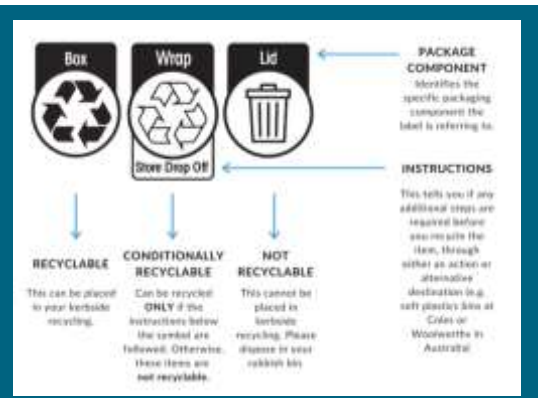 Box
Wrap
Lid
Store Drop Off
PACKAGE
COMPONENT
Identifies the
specific packaging
component the
label is referring to.
INSTRUCTIONS
This tells you if any
additional steps are
required before
you recycle the
item, through
either an action or
alternative
destination (e.g.
soft plastics bins at
Coles or
Woolworths in
Australia)
RECYCLABLE
This can be placed
in your kerbside
recycling.
CONDITIONALLY
RECYCLABLE
Can be recycled
ONLY if the
instructions below
the symbol are
followed. Otherwise,
these items are
not recyclable.
NOT
RECYCLABLE
This cannot be
placed in
kerbside
recycling. Please
dispose in your
rubbish bin